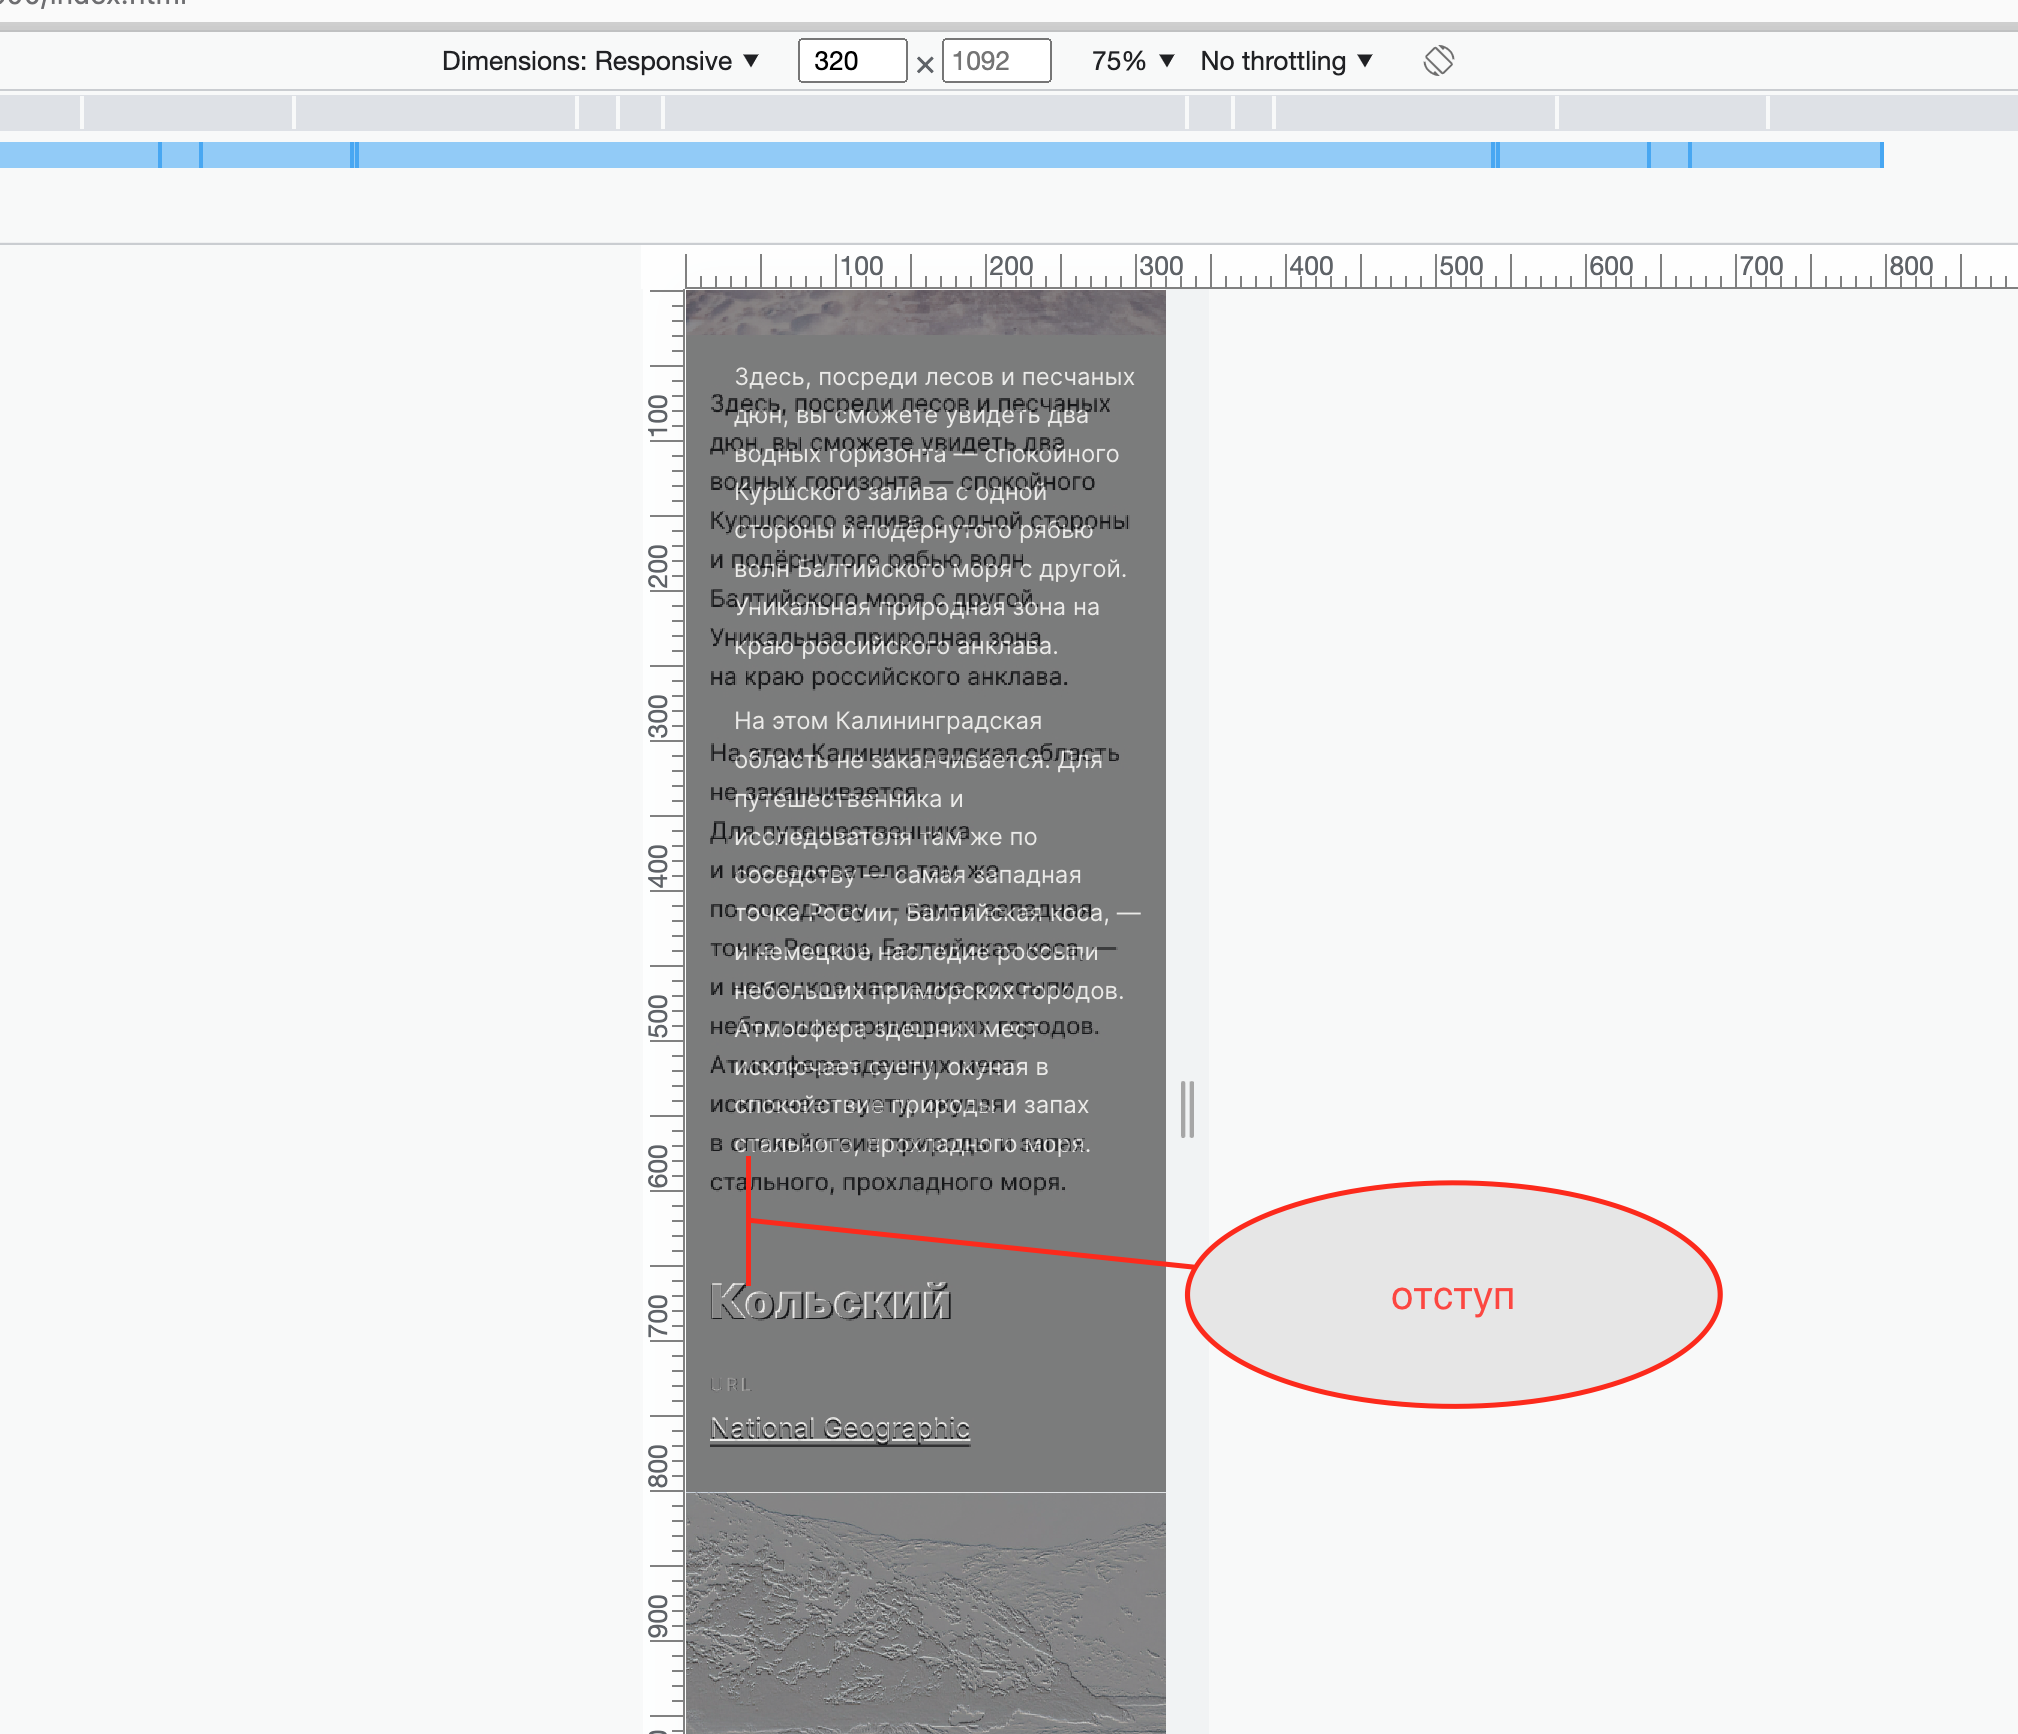 Dimensions: Responsive ▼ 320 × 1092 75% ▼ No throttling ▼
100 200 300 400 500 600 700 800
Здесь, посреди лесов и песчаных
дюн, вы сможете увидеть два
водных горизонта — спокойного
Куршского залива с одной
стороны и подёрнутого рябью
волн Балтийского моря с другой.
Уникальная природная зона на
краю российского анклава.
На этом Калининградская
область не заканчивается. Для
путешественника и
исследователя там же по
соседству — самая западная
точка России, Балтийская коса, —
и немецкое наследие россыпи
небольших приморских городов.
Атмосфера здешних мест
исключает суету, окуная в
спокойствие природы и запах
стального, прохладного моря.
Здесь, посреди лесов и песчаных
дюн, вы сможете увидеть два
водных горизонта — спокойного
Куршского залива с одной стороны
и подёрнутого рябью волн
Балтийского моря с другой.
Уникальная природная зона
на краю российского анклава.
На этом Калининградская область
не заканчивается.
Для путешественника
и исследователя там же
по соседству — самая западная
точка России, Балтийская коса, —
и немецкое наследие россыпи
небольших приморских городов.
Атмосфера здешних мест
исключает суету, окуная
в спокойствие природы и запах
стального, прохладного моря.
отступ
Кольский
URL
National Geographic
100
200
300
400
500
600
700
800
900